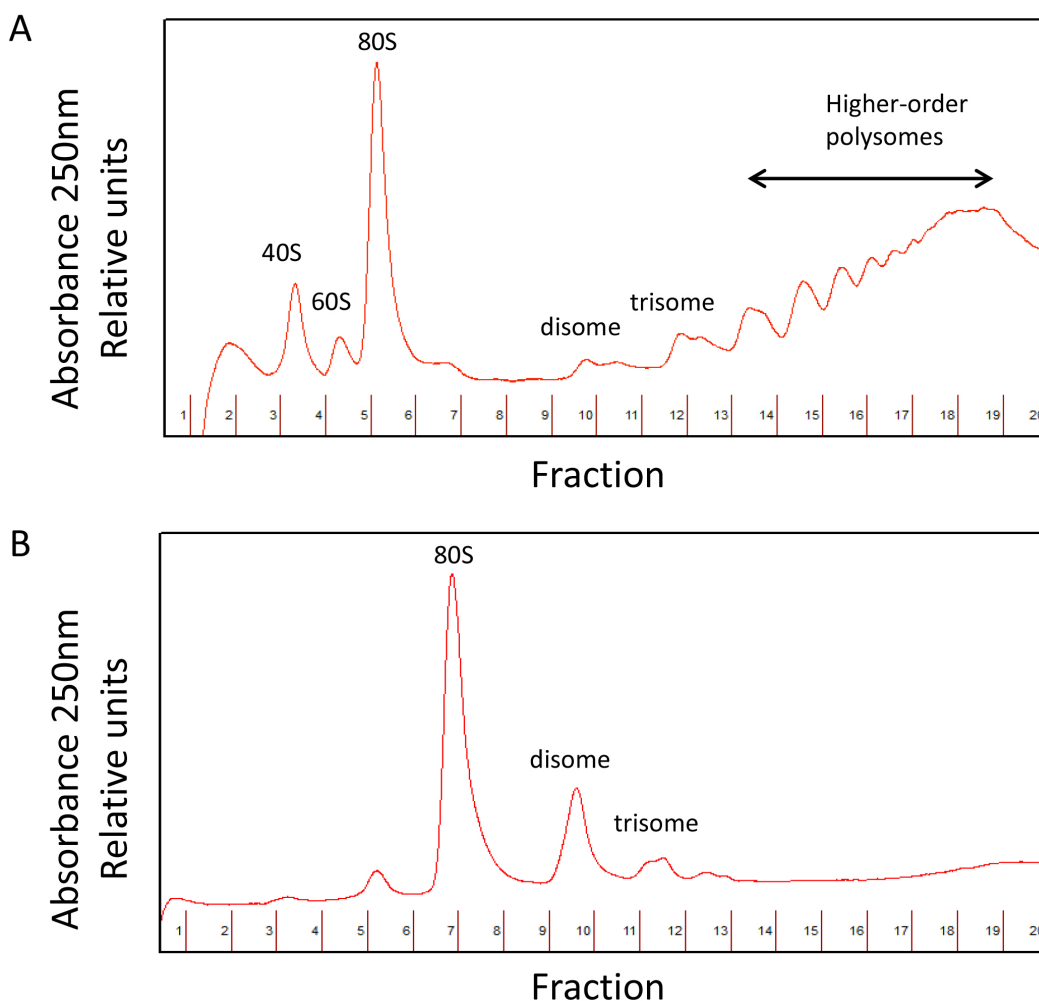 A
Absorbance 250nm
Relative units
80S
40S
60S
disome
trisome
Higher-order
polysomes
1 2 3 4 5 6 7 8 9 10 11 12 13 14 15 16 17 18 19 20
Fraction
B
Absorbance 250nm
Relative units
80S
disome
trisome
1 2 3 4 5 6 7 8 9 10 11 12 13 14 15 16 17 18 19 20
Fraction